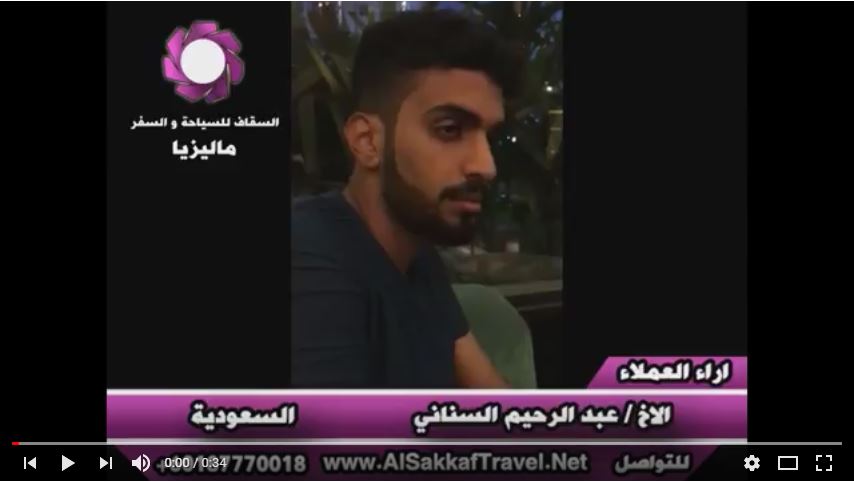 السقاف للسياحة و السفر
ماليزيا
اراء العملاء
الاخ / عبد الرحيم السناني
السعودية
للتواصل
www.AlSakkafTravel.Net
770018
0:00 / 0:34